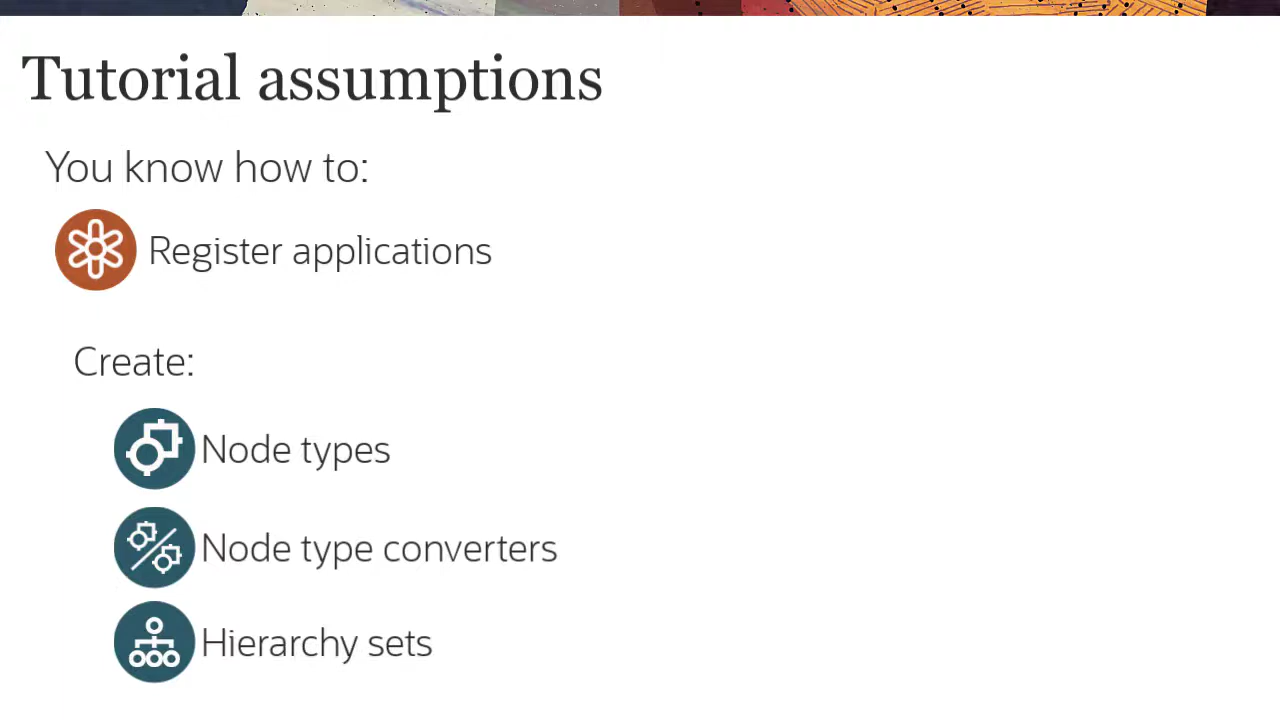 Tutorial assumptions
You know how to:
Register applications
Create:
Node types
Node type converters
Hierarchy sets